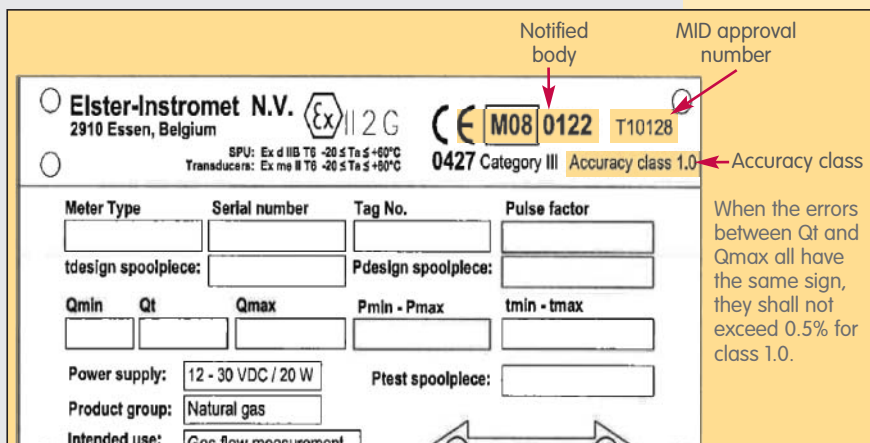 Notified
body
MID approval
number
Elster-Instromet N.V.
2910 Essen, Belgium
Ex II 2 G
SPU: Ex d IIB T6 -20 ≤ Ta ≤ +60°C
Transducers: Ex me II T6 -20 ≤ Ta ≤ +60°C
CE M08 0122 T10128
0427 Category III Accuracy class 1.0
Accuracy class
When the errors
between Qt and
Qmax all have
the same sign,
they shall not
exceed 0.5% for
class 1.0.
Meter Type Serial number Tag No. Pulse factor
tdesign spoolpiece: Pdesign spoolpiece:
Qmin Qt Qmax Pmin - Pmax tmin - tmax
Power supply: 12 - 30 VDC / 20 W Ptest spoolpiece:
Product group: Natural gas
Intended use: Gas flow measurement